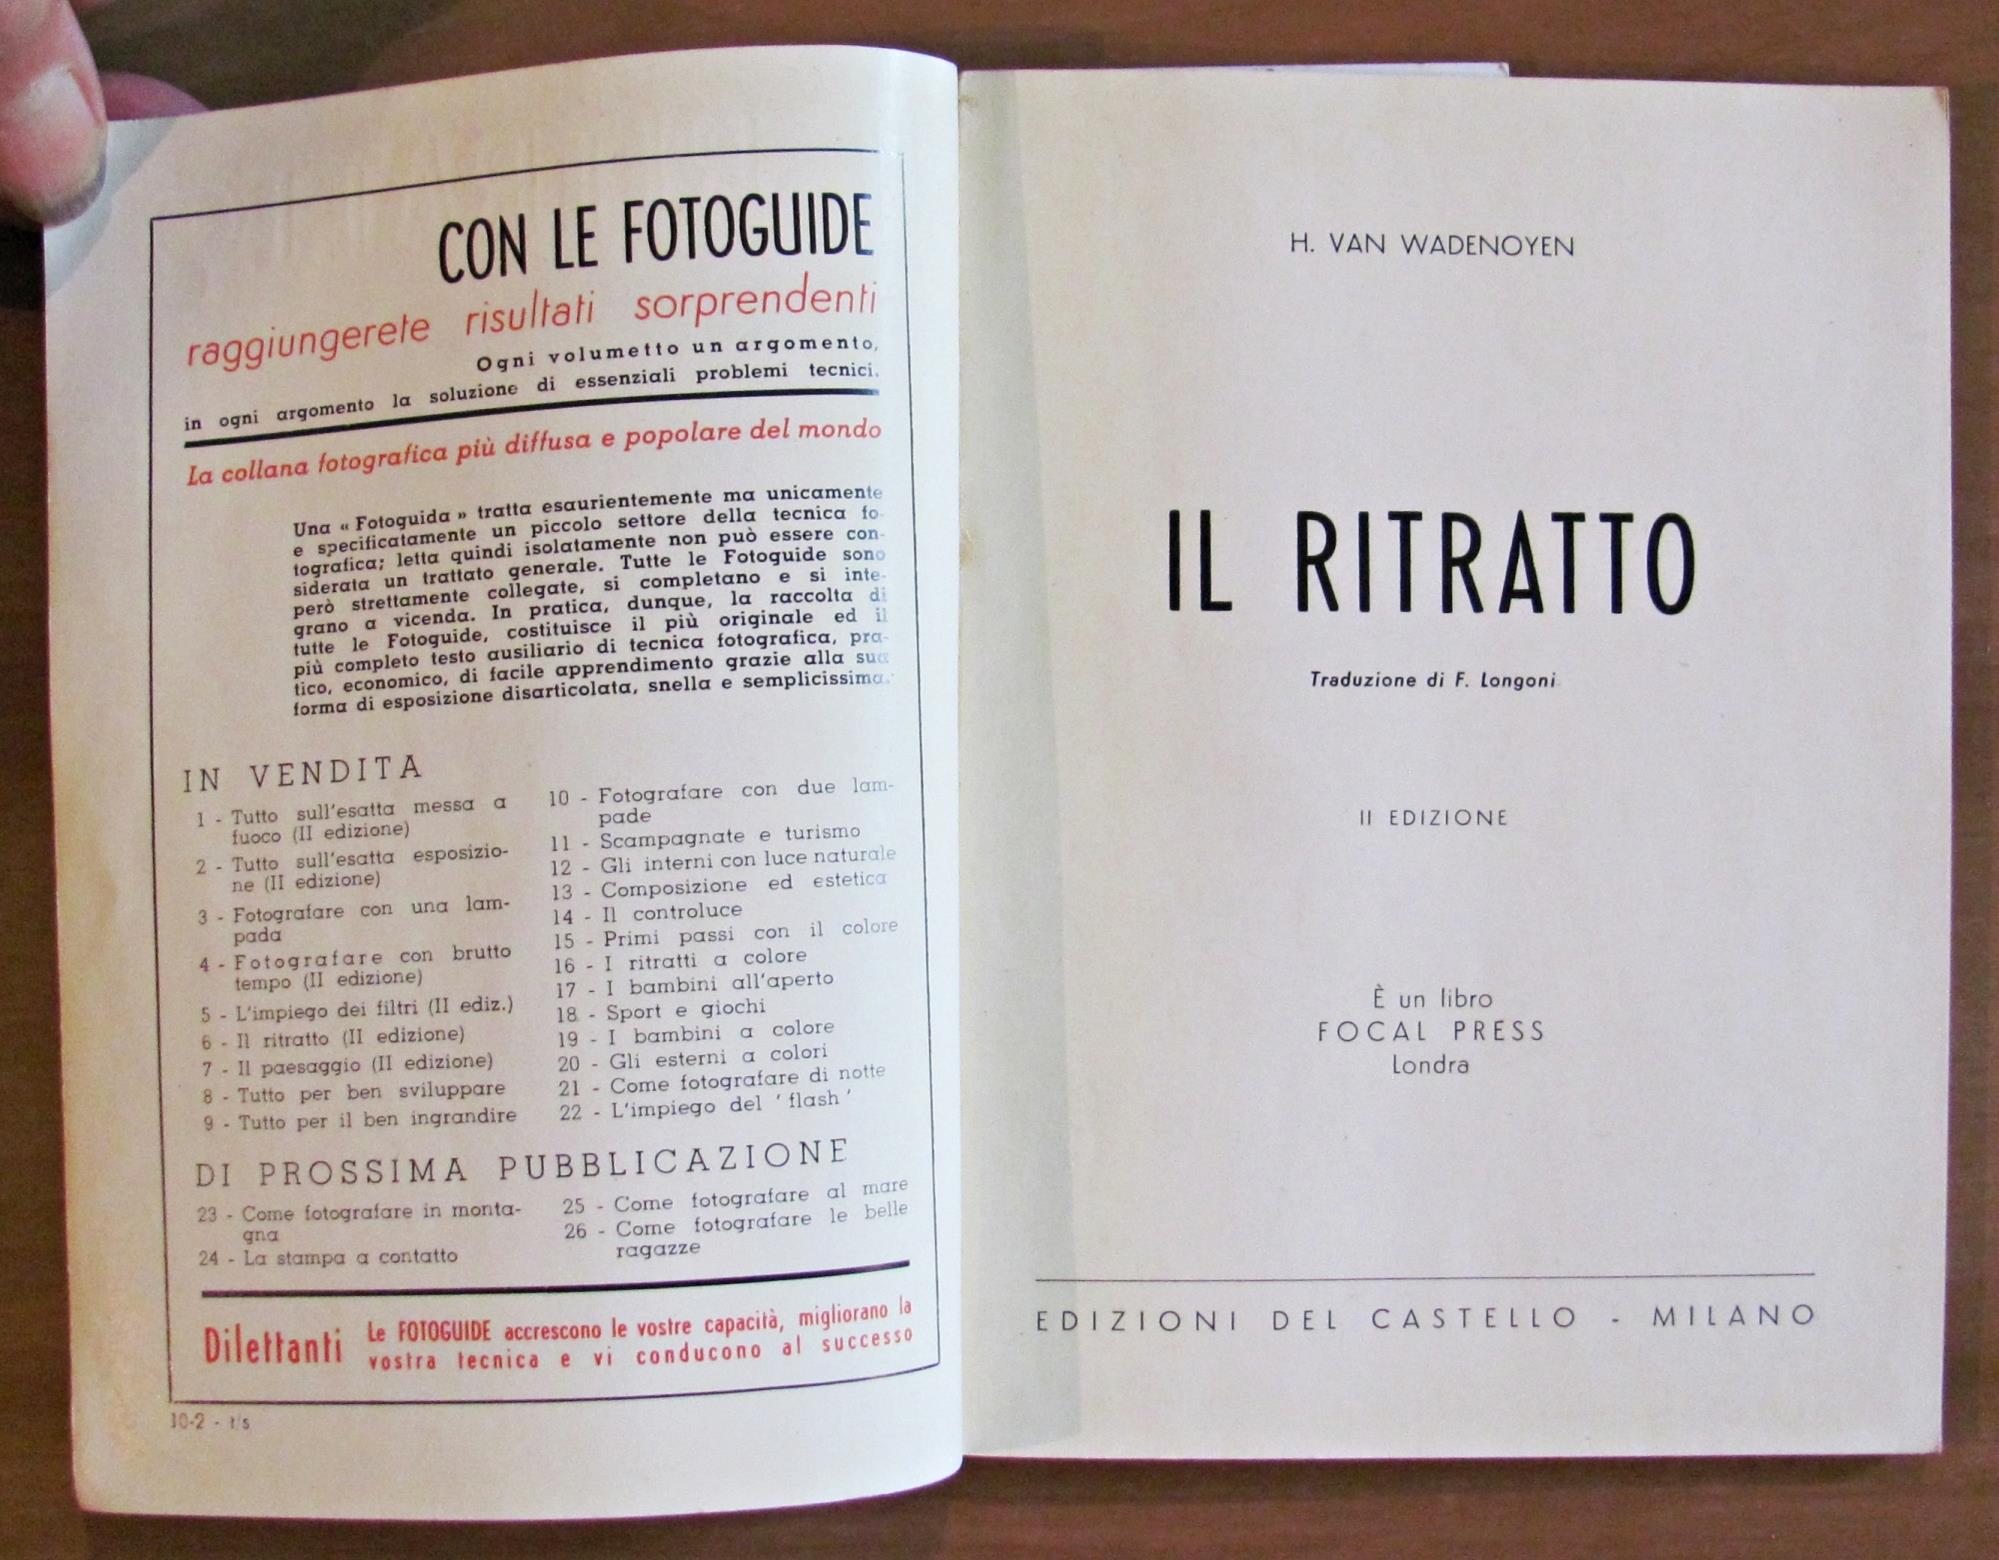 CON LE FOTOGUIDE
raggiungerete risultati sorprendenti
Ogni volumetto un argomento,
in ogni argomento la soluzione di essenziali problemi tecnici.
La collana fotografica più diffusa e popolare del mondo
Una « Fotoguida » tratta esaurientemente ma unicamente
e specificatamente un piccolo settore della tecnica fo-
tografica; letta quindi isolatamente non può essere con-
siderata un trattato generale. Tutte le Fotoguide sono
però strettamente collegate, si completano e si inte-
grano a vicenda. In pratica, dunque, la raccolta di
tutte le Fotoguide, costituisce il più originale ed il
più completo testo ausiliario di tecnica fotografica, pra-
tico, economico, di facile apprendimento grazie alla sua
forma di esposizione disarticolata, snella e semplicissima.
IN VENDITA
1 - Tutto sull'esatta messa a
fuoco (II edizione)
2 - Tutto sull'esatta esposizio-
ne (II edizione)
3 - Fotografare con una lam-
pada
4 - Fotografare con brutto
tempo (II edizione)
5 - L'impiego dei filtri (II ediz.)
6 - Il ritratto (II edizione)
7 - Il paesaggio (II edizione)
8 - Tutto per ben sviluppare
9 - Tutto per il ben ingrandire
10 - Fotografare con due lam-
pade
11 - Scampagnate e turismo
12 - Gli interni con luce naturale
13 - Composizione ed estetica
14 - Il controluce
15 - Primi passi con il colore
16 - I ritratti a colore
17 - I bambini all'aperto
18 - Sport e giochi
19 - I bambini a colore
20 - Gli esterni a colori
21 - Come fotografare di notte
22 - L'impiego del 'flash'
DI PROSSIMA PUBBLICAZIONE
23 - Come fotografare in monta-
gna
24 - La stampa a contatto
25 - Come fotografare al mare
26 - Come fotografare le belle
ragazze
Dilettanti Le FOTOGUIDE accrescono le vostre capacità, migliorano la
vostra tecnica e vi conducono al successo
10-2 - t/s
H. VAN WADENOYEN
IL RITRATTO
Traduzione di F. Longoni
II EDIZIONE
È un libro
FOCAL PRESS
Londra
EDIZIONI DEL CASTELLO - MILANO